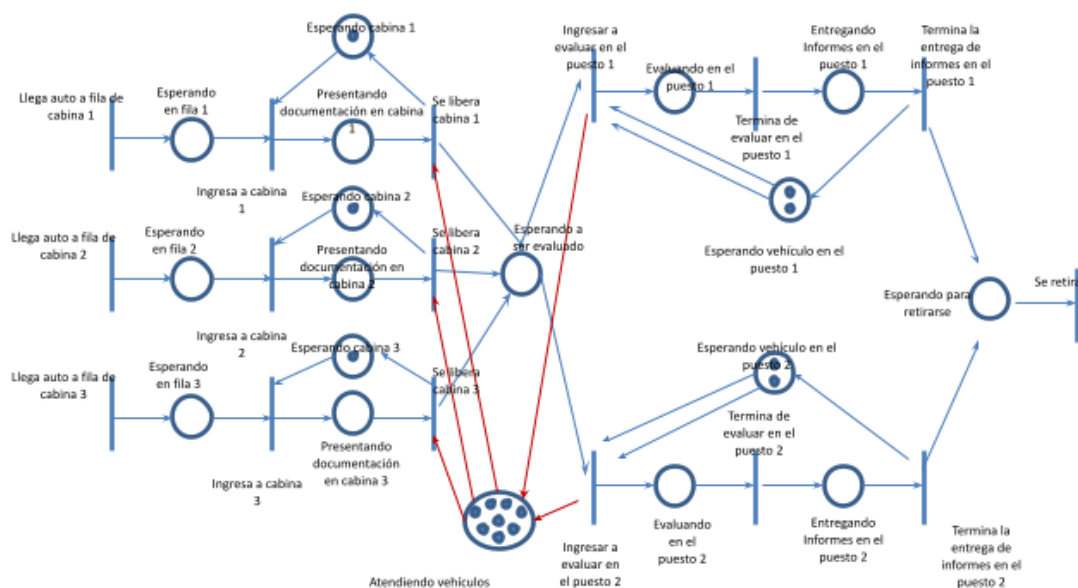 Llega auto a fila de
cabina 1
Esperando
en fila 1
Ingresa a cabina
1
Esperando cabina 1
Presentando
documentación en cabina
1
Se libera
cabina 1
Llega auto a fila de
cabina 2
Esperando
en fila 2
Ingresa a cabina
2
Esperando cabina 2
Presentando
documentación en
cabina 2
Se libera
cabina 2
Llega auto a fila de
cabina 3
Esperando
en fila 3
Ingresa a cabina
3
Esperando cabina 3
Presentando
documentación
en cabina 3
Se libera
cabina 3
Esperando a
ser evaluado
Atendiendo vehículos
Ingresar a
evaluar en el
puesto 1
Evaluando en el
puesto 1
Termina de
evaluar en el
puesto 1
Entregando
Informes en el
puesto 1
Termina la
entrega de
informes en el
puesto 1
Esperando vehículo en el
puesto 1
Esperando vehículo en el
puesto 2
Ingresar a
evaluar en
el puesto 2
Evaluando
en el
puesto 2
Termina de
evaluar en el
puesto 2
Entregando
Informes en el
puesto 2
Termina la
entrega de
informes en el
puesto 2
Esperando para
retirarse
Se retira